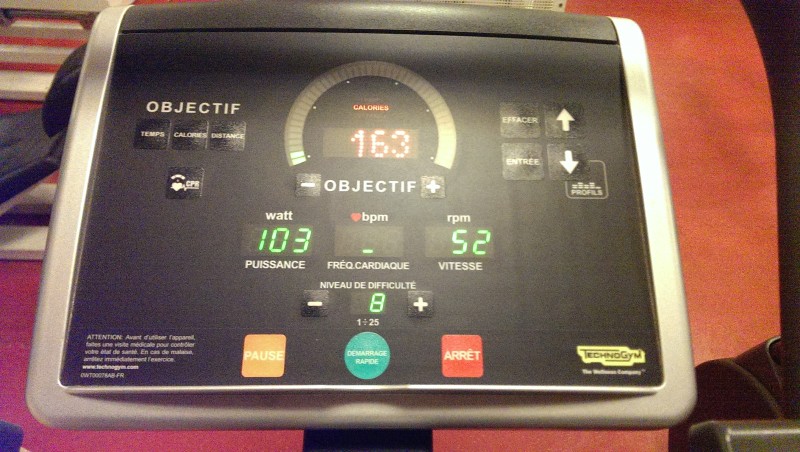 OBJECTIF
TEMPS CALORIES DISTANCE
CPR
CALORIES
163
OBJECTIF
EFFACER
ENTRÉE
PROFILS
watt
103
PUISSANCE
bpm
-
FRÉQ.CARDIAQUE
rpm
52
VITESSE
NIVEAU DE DIFFICULTÉ
- 8 +
1÷25
PAUSE
DÉMARRAGE
RAPIDE
ARRÊT
ATTENTION: Avant d'utiliser l'appareil,
faites une visite médicale pour contrôler
votre état de santé. En cas de malaise,
arrêtez immédiatement l'exercice.
www.technogym.com
TECHNOGYM
The Wellness Company